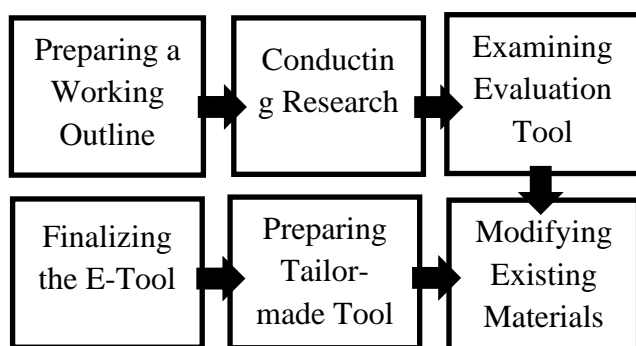 Preparing a
Working
Outline
Conductin
g Research
Examining
Evaluation
Tool
Finalizing
the E-Tool
Preparing
Tailor-
made Tool
Modifying
Existing
Materials